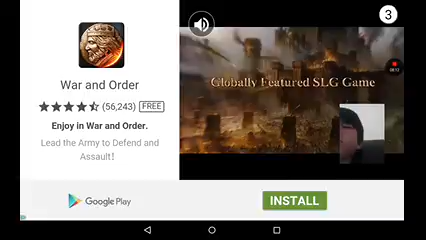 3
War and Order
(56,243) FREE
Enjoy in War and Order.
Lead the Army to Defend and
Assault!
Globally Featured SLG Game
Google Play
INSTALL